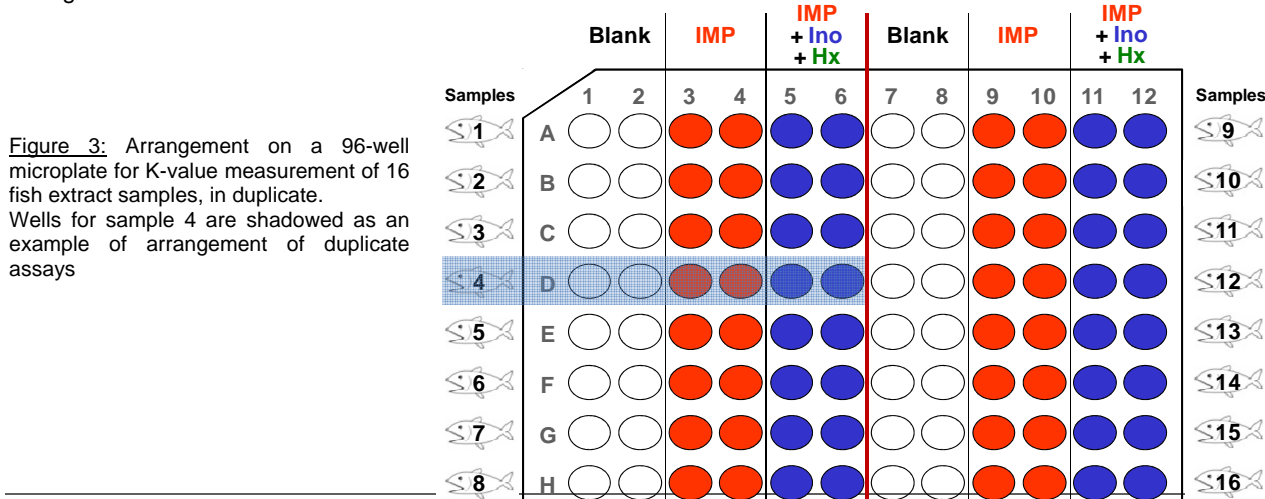 Figure 3: Arrangement on a 96-well
microplate for K-value measurement of 16
fish extract samples, in duplicate.
Wells for sample 4 are shadowed as an
example of arrangement of duplicate
assays
Blank IMP IMP + Ino + Hx Blank IMP IMP + Ino + Hx
Samples 1 2 3 4 5 6 7 8 9 10 11 12 Samples
1 A 9
2 B 10
3 C 11
4 D 12
5 E 13
6 F 14
7 G 15
8 H 16